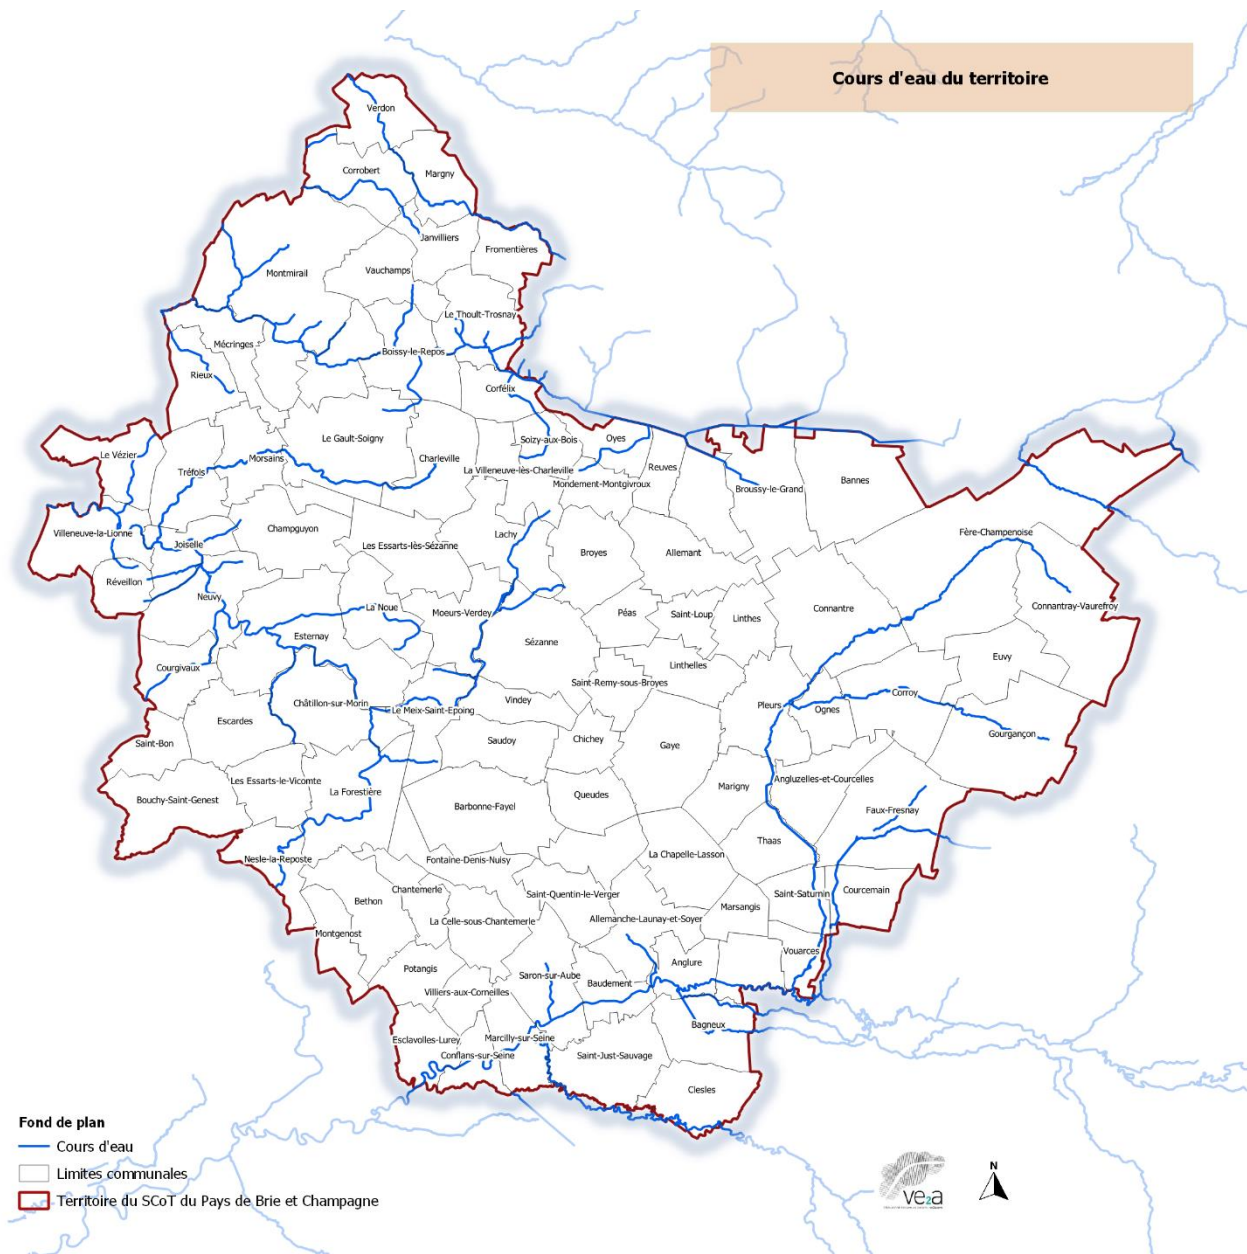 Cours d'eau du territoire
Verdon
Corrobert
Margny
Janvilliers
Fromentières
Vauchamps
Montmirail
Le Thoult-Trosnay
Mécringes
Boissy-le-Repos
Rieux
Corfélix
Le Gault-Soigny
Soizy-aux-Bois
Oyes
Le Vézier
Morsains
Charleville
Tréfols
La Villeneuve-lès-Charleville
Reuves
Mondement-Montgivroux
Broussy-le-Grand
Bannes
Villeneuve-la-Lionne
Champguyon
Lachy
Fère-Champenoise
Joiselle
Les Essarts-lès-Sézanne
Broyes
Allemant
Réveillon
Neuvy
La Noue
Moeurs-Verdey
Péas
Saint-Loup
Linthes
Connantre
Connantray-Vaurefroy
Esternay
Sézanne
Euvy
Courgivaux
Linthelles
Saint-Remy-sous-Broyes
Corroy
Châtillon-sur-Morin
Le Meix-Saint-Epoing
Vindey
Pleurs
Ognes
Escardes
Gourgançon
Saint-Bon
Saudoy
Chichey
Gaye
Les Essarts-le-Vicomte
La Forestière
Marigny
Angluzelles-et-Courcelles
Bouchy-Saint-Genest
Barbonne-Fayel
Queudes
Faux-Fresnay
Thaas
Nesle-la-Reposte
Fontaine-Denis-Nuisy
La Chapelle-Lasson
Chantemerle
Saint-Quentin-le-Verger
Saint-Saturnin
Courcemain
Bethon
Marsangis
La Celle-sous-Chantemerle
Allemanche-Launay-et-Soyer
Montgenost
Vouarces
Potangis
Anglure
Saron-sur-Aube
Baudement
Villiers-aux-Corneilles
Bagneux
Esclavolles-Lurey
Marcilly-sur-Seine
Conflans-sur-Seine
Saint-Just-Sauvage
Clesles
Fond de plan
Cours d'eau
Limites communales
Territoire du SCoT du Pays de Brie et Champagne
ve2a
N